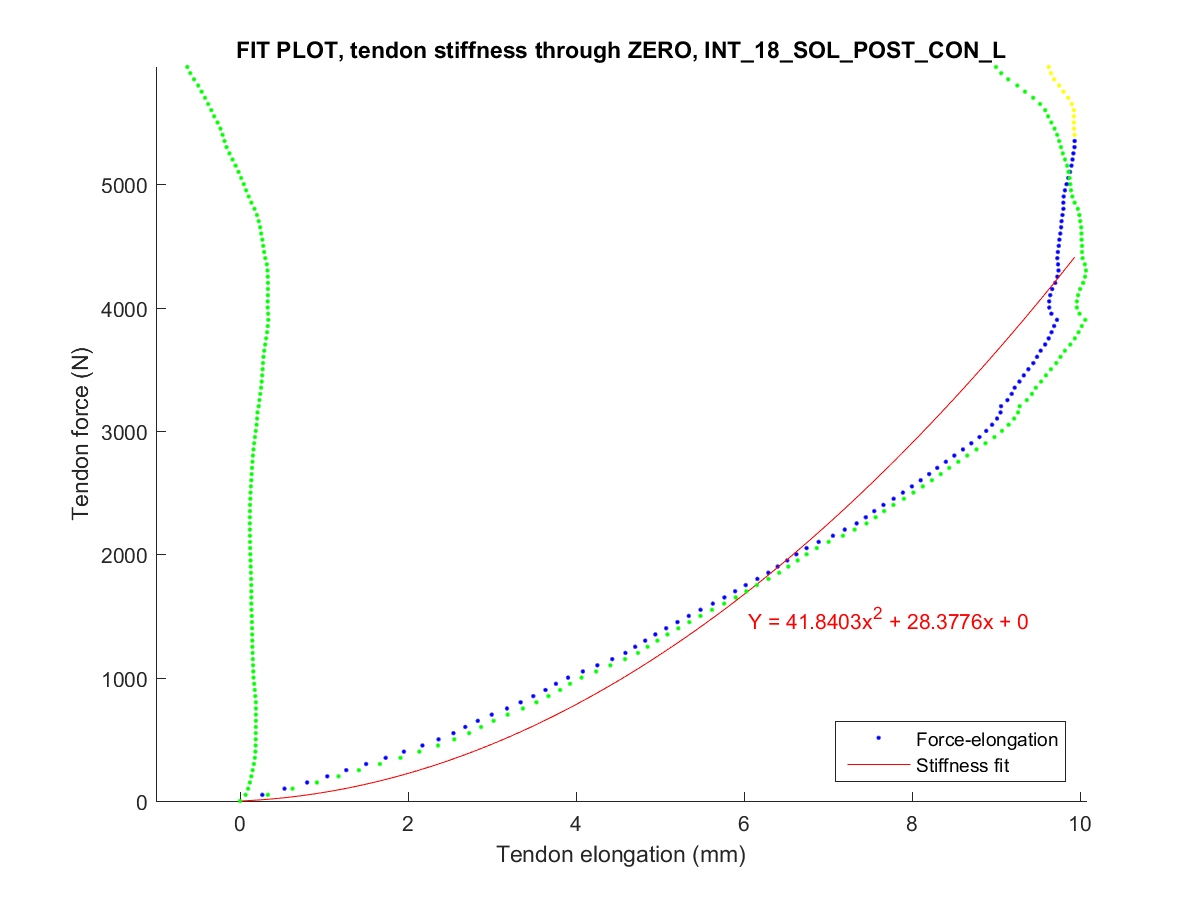 FIT PLOT, tendon stiffness through ZERO, INT_18_SOL_POST_CON_L
Tendon force (N)
5000
4000
3000
2000
1000
0
Y = 41.8403x² + 28.3776x + 0
Force-elongation
Stiffness fit
0 2 4 6 8 10
Tendon elongation (mm)